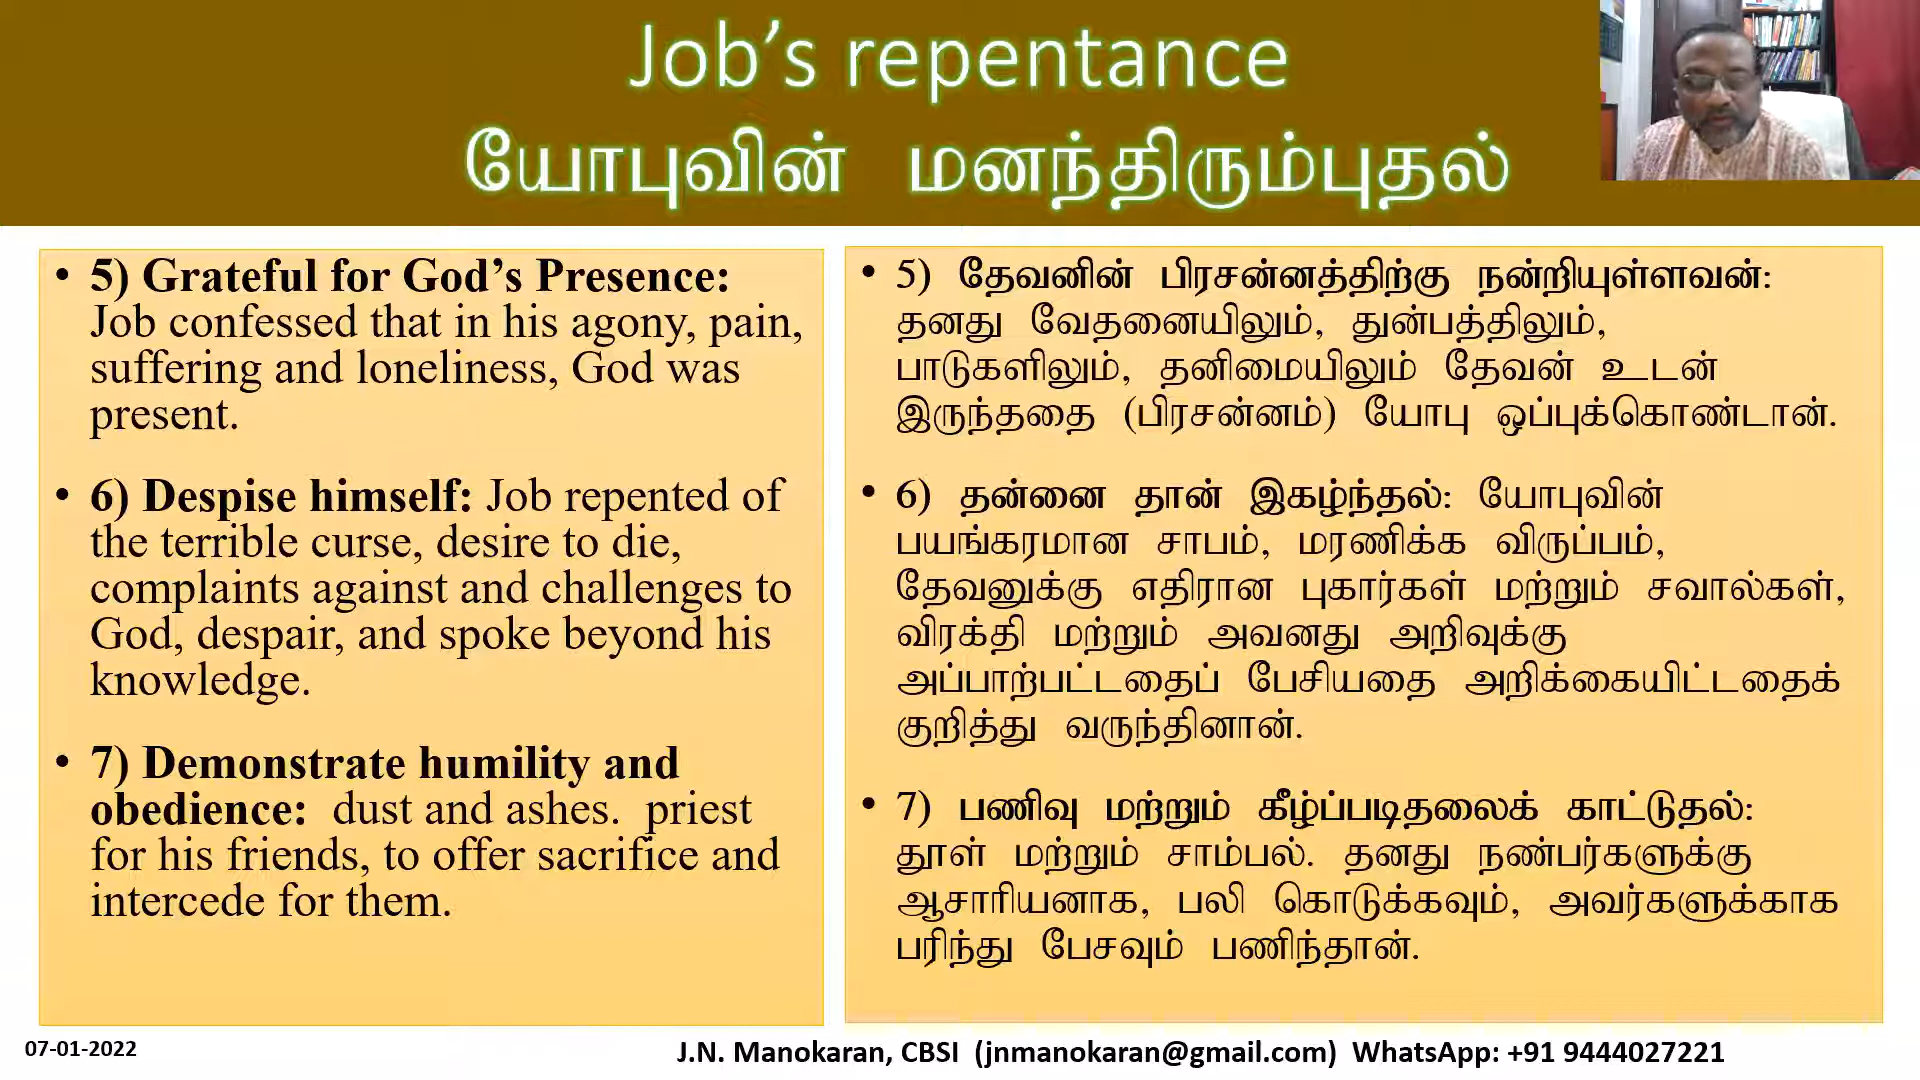 Job’s repentance
யோபுவின் மனந்திரும்புதல்
• 5) Grateful for God’s Presence:
Job confessed that in his agony, pain,
suffering and loneliness, God was
present.
• 6) Despise himself: Job repented of
the terrible curse, desire to die,
complaints against and challenges to
God, despair, and spoke beyond his
knowledge.
• 7) Demonstrate humility and
obedience:  dust and ashes.  priest
for his friends, to offer sacrifice and
intercede for them.
• 5) தேவனின் பிரசன்னத்திற்கு நன்றியுள்ளவன்:
தனது வேதனையிலும், துன்பத்திலும்,
பாடுகளிலும், தனிமையிலும் தேவன் உடன்
இருந்ததை (பிரசன்னம்) யோபு ஒப்புக்கொண்டான்.
• 6) தன்னை தான் இகழ்ந்தல்: யோபுவின்
பயங்கரமான சாபம், மரணிக்க விருப்பம்,
தேவனுக்கு எதிரான புகார்கள் மற்றும் சவால்கள்,
விரக்தி மற்றும் அவனது அறிவுக்கு
அப்பாற்பட்டதைப் பேசியதை அறிக்கையிட்டதைக்
குறித்து வருந்தினான்.
• 7) பணிவு மற்றும் கீழ்ப்படிதலைக் காட்டுதல்:
தூள் மற்றும் சாம்பல். தனது நண்பர்களுக்கு
ஆசாரியனாக, பலி கொடுக்கவும், அவர்களுக்காக
பரிந்து பேசவும் பணிந்தான்.
07-01-2022
J.N. Manokaran, CBSI  (jnmanokaran@gmail.com)  WhatsApp: +91 9444027221